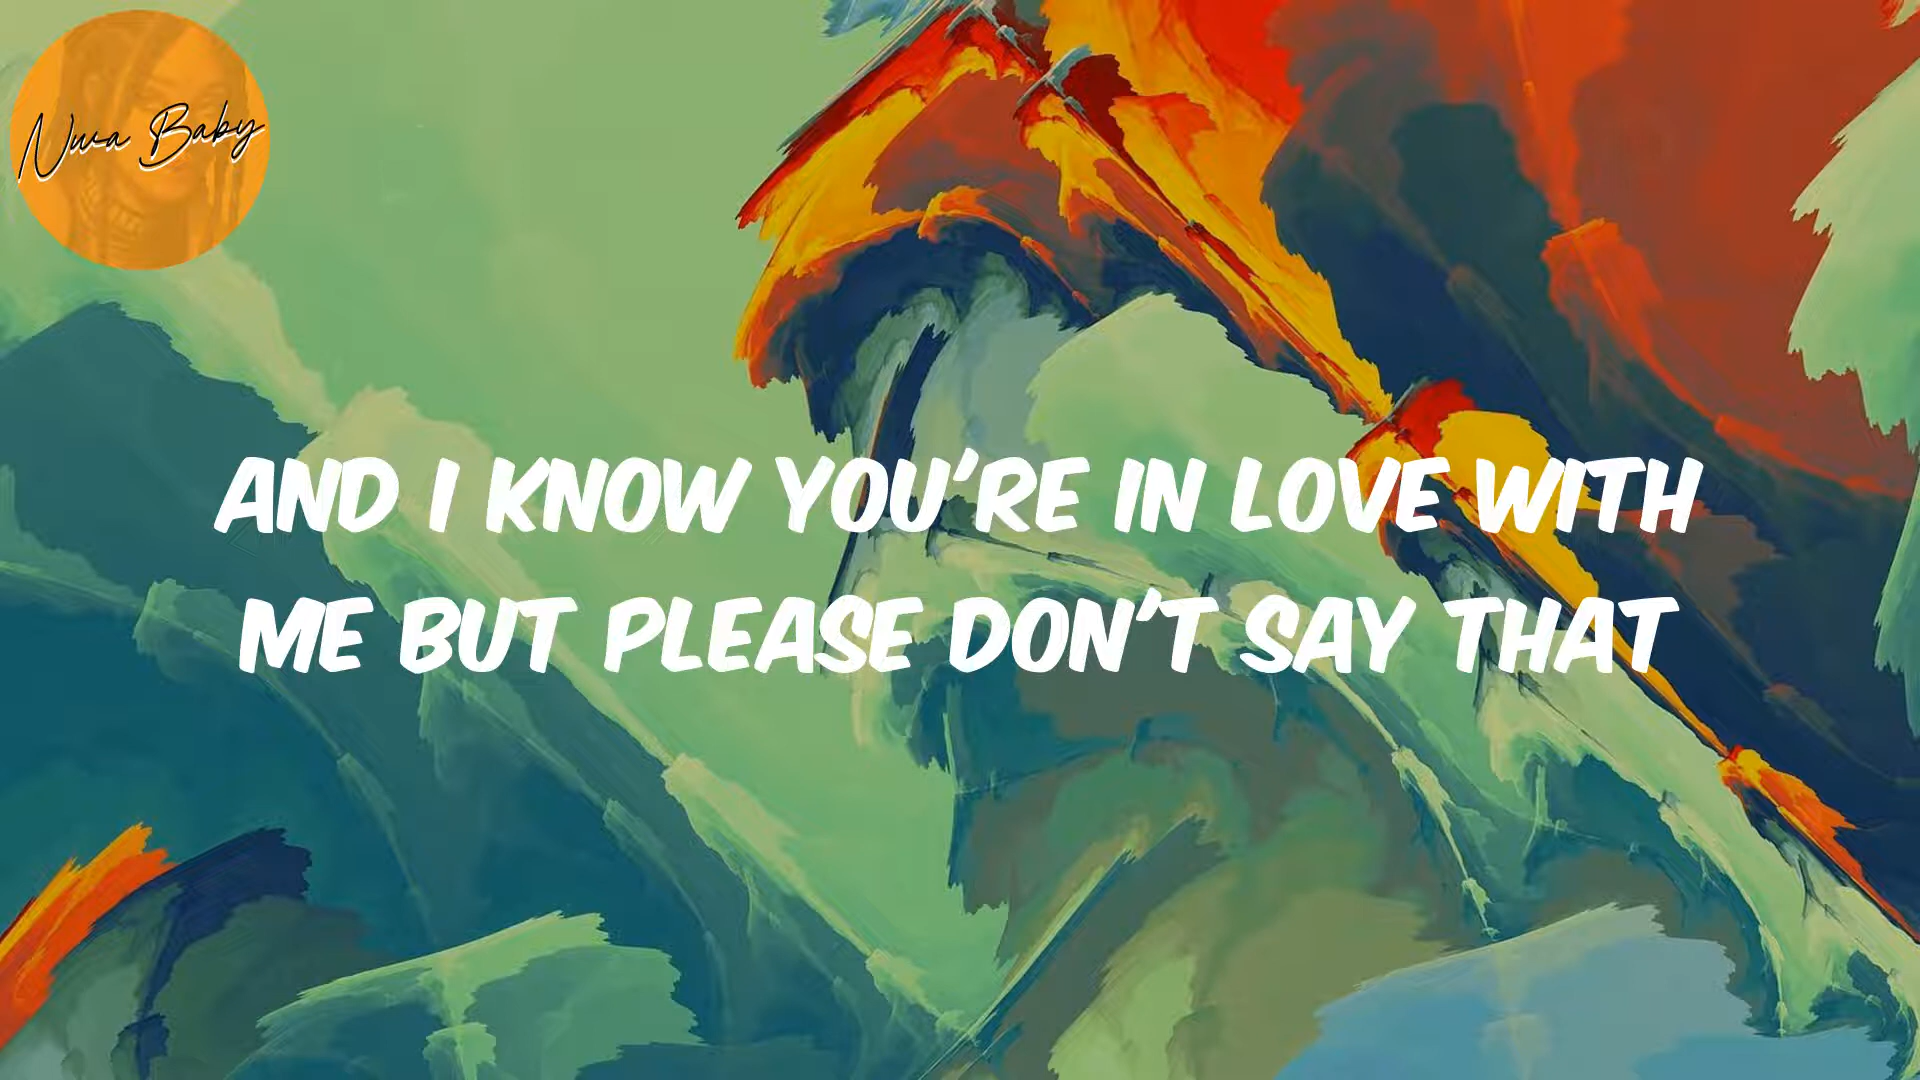 Nwa Baby
AND I KNOW YOU'RE IN LOVE WITH
ME BUT PLEASE DON'T SAY THAT